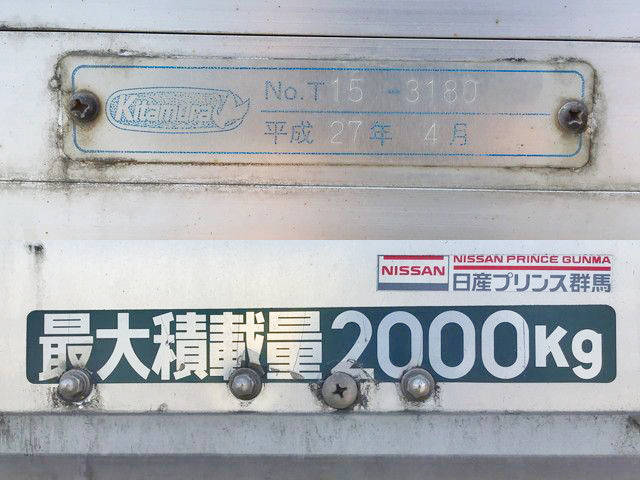 Kitamura
No.T15-3180
平成 27年 4月
NISSAN
NISSAN PRINCE GUNMA
日産プリンス群馬
最大積載量2000Kg